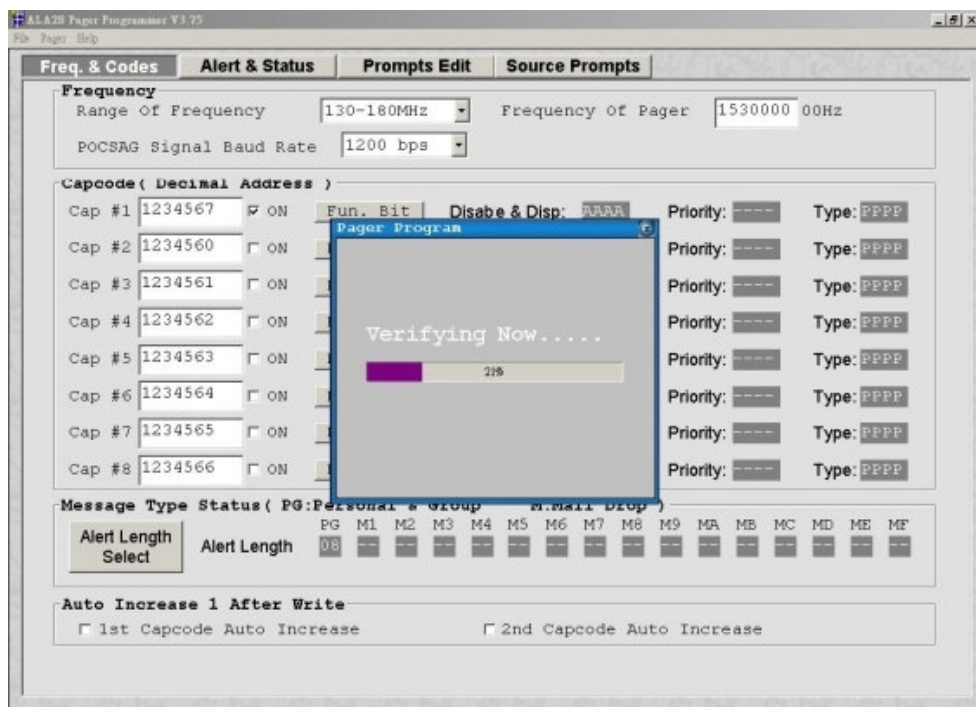 ALA28 Pager Programmer V3.75
File Pager Help
Freq. & Codes Alert & Status Prompts Edit Source Prompts
Frequency
Range Of Frequency 130-180MHz Frequency Of Pager 1530000 00Hz
POCSAG Signal Baud Rate 1200 bps
Capcode( Decimal Address )
Cap #1 1234567 ON Fun. Bit Disabe & Disp: AAAA Priority: ---- Type: PPPP
Pager Program
Cap #2 1234560 ON Priority: ---- Type: PPPP
Cap #3 1234561 ON Priority: ---- Type: PPPP
Cap #4 1234562 ON Priority: ---- Type: PPPP
Verifying Now.....
Cap #5 1234563 ON Priority: ---- Type: PPPP
21%
Cap #6 1234564 ON Priority: ---- Type: PPPP
Cap #7 1234565 ON Priority: ---- Type: PPPP
Cap #8 1234566 ON Priority: ---- Type: PPPP
Message Type Status( PG:Personal & Group M:Mail Drop )
PG M1 M2 M3 M4 M5 M6 M7 M8 M9 MA MB MC MD ME MF
Alert Length Select
Alert Length 08 -- -- -- -- -- -- -- -- -- -- -- -- -- -- --
Auto Increase 1 After Write
1st Capcode Auto Increase 2nd Capcode Auto Increase